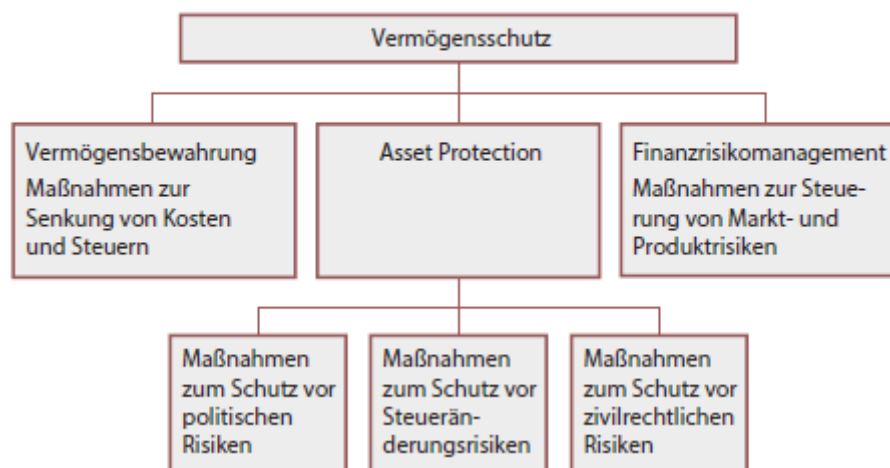 Vermögensschutz
Vermögensbewahrung
Maßnahmen zur
Senkung von Kosten
und Steuern
Asset Protection
Finanzrisikomanagement
Maßnahmen zur Steue-
rung von Markt- und
Produktrisiken
Maßnahmen
zum Schutz vor
politischen
Risiken
Maßnahmen
zum Schutz vor
Steuerän-
derungsrisiken
Maßnahmen
zum Schutz vor
zivilrechtlichen
Risiken